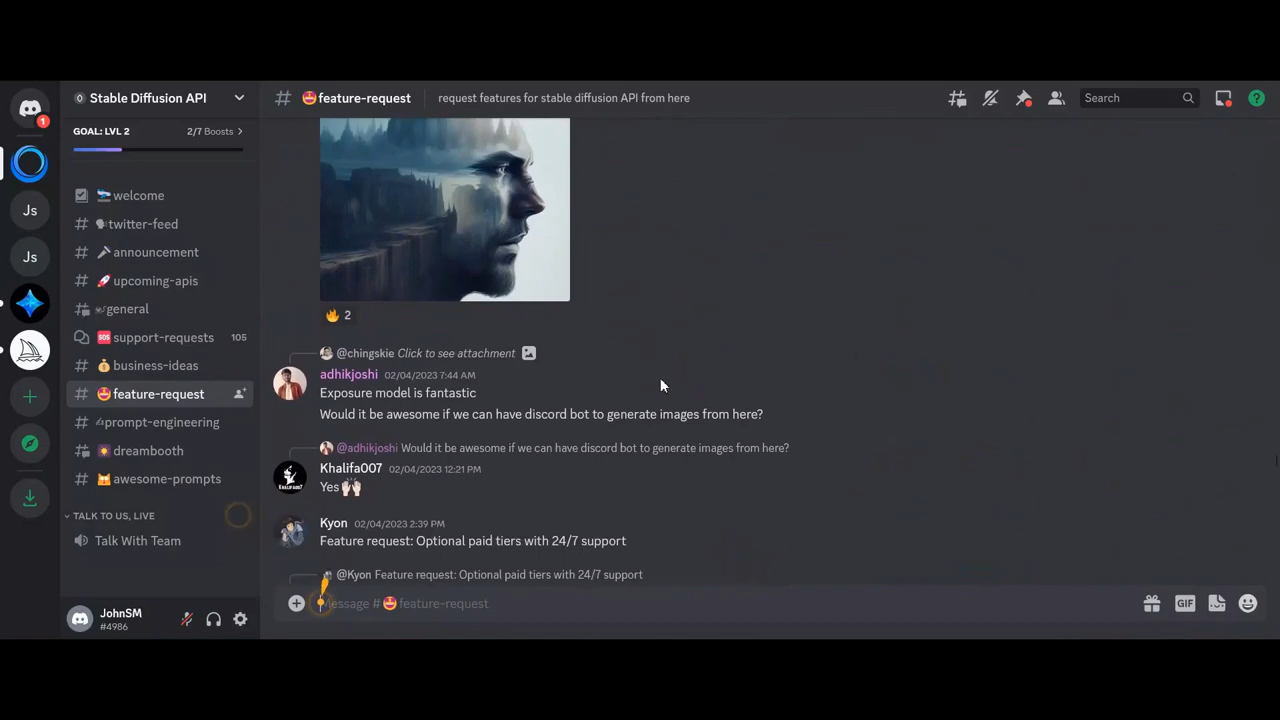 Stable Diffusion API
🤩feature-request
request features for stable diffusion API from here
Search
GOAL: LVL 2
2/7 Boosts
1
welcome
twitter-feed
Js
announcement
Js
upcoming-apis
general
support-requests
105
business-ideas
feature-request
prompt-engineering
dreambooth
awesome-prompts
TALK TO US, LIVE
Talk With Team
JohnSM
#4986
🔥 2
@chingskie Click to see attachment
adhikjoshi 02/04/2023 7:44 AM
Exposure model is fantastic
Would it be awesome if we can have discord bot to generate images from here?
@adhikjoshi Would it be awesome if we can have discord bot to generate images from here?
KHALIFA007
Khalifa007 02/04/2023 12:21 PM
Yes🙌🏻
Kyon 02/04/2023 2:39 PM
Feature request: Optional paid tiers with 24/7 support
@Kyon Feature request: Optional paid tiers with 24/7 support
Message #🤩feature-request
GIF